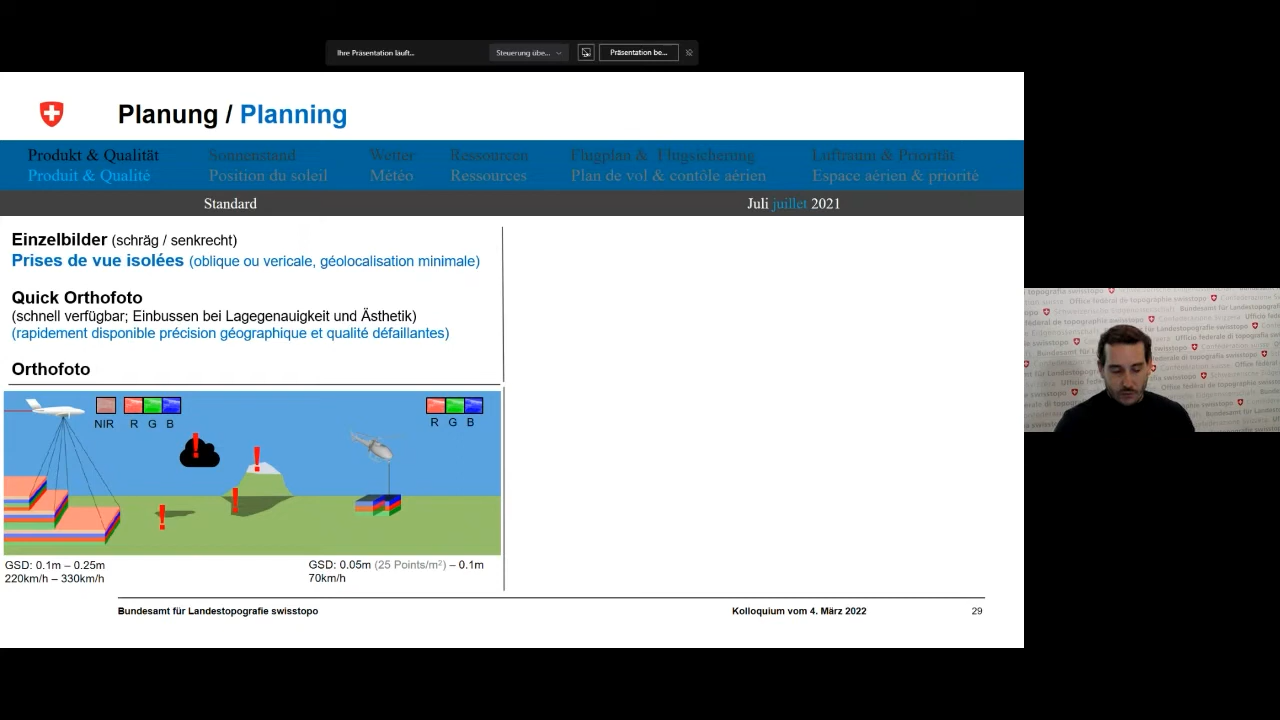 Ihre Präsentation läuft...
Steuerung übe...
Präsentation be...
Planung / Planning
Produkt & Qualität
Produit & Qualité
Sonnenstand
Position du soleil
Wetter
Météo
Ressourcen
Ressources
Flugplan & Flugsicherung
Plan de vol & contôle aérien
Luftraum & Priorität
Espace aérien & priorité
Standard
Juli juillet 2021
Einzelbilder (schräg / senkrecht)
Prises de vue isolées (oblique ou vericale, géolocalisation minimale)
Quick Orthofoto
(schnell verfügbar; Einbussen bei Lagegenauigkeit und Ästhetik)
(rapidement disponible précision géographique et qualité défaillantes)
Orthofoto
NIR R G B
R G B
! ! ! !
GSD: 0.1m – 0.25m
220km/h – 330km/h
GSD: 0.05m (25 Points/m²) – 0.1m
70km/h
Bundesamt für Landestopografie swisstopo
Kolloquium vom 4. März 2022
29